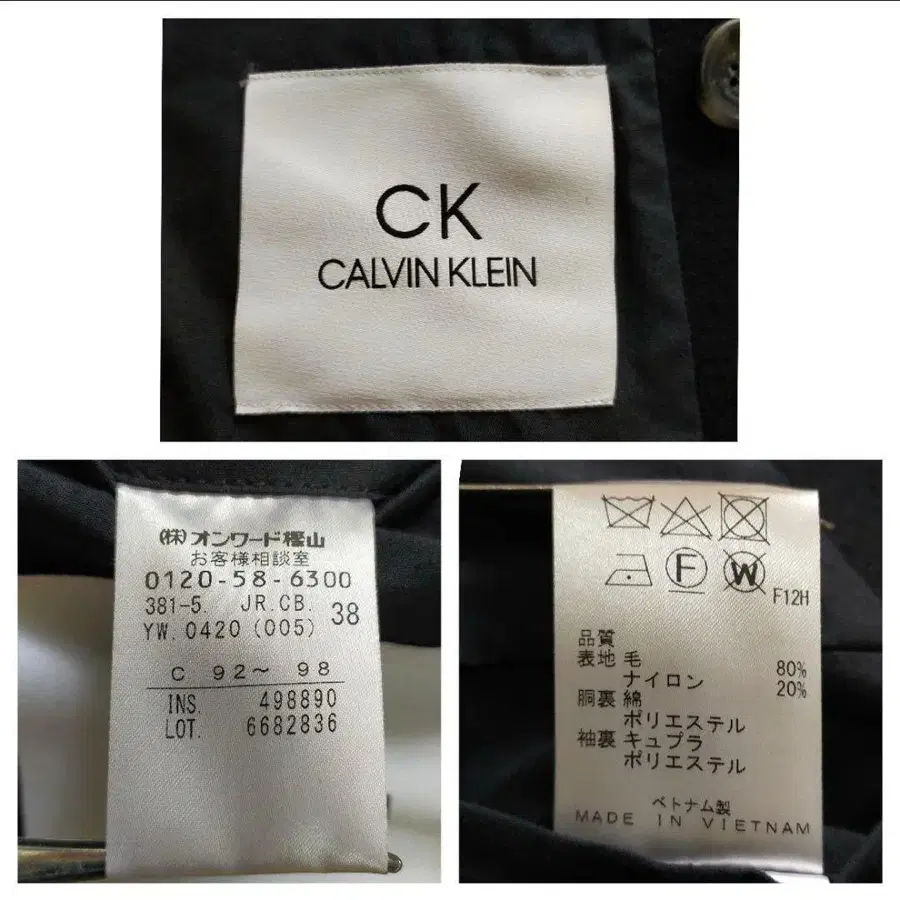 CK
CALVIN KLEIN
(株)オンワード樫山
お客様相談室
0120-58-6300
381-5. JR.CB. 38
YW.0420(005)
C 92～ 98
INS. 498890
LOT. 6682836
F
W
F12H
品質
表地 毛 80%
ナイロン 20%
胴裏 綿
ポリエステル
袖裏 キュプラ
ポリエステル
ベトナム製
MADE IN VIETNAM